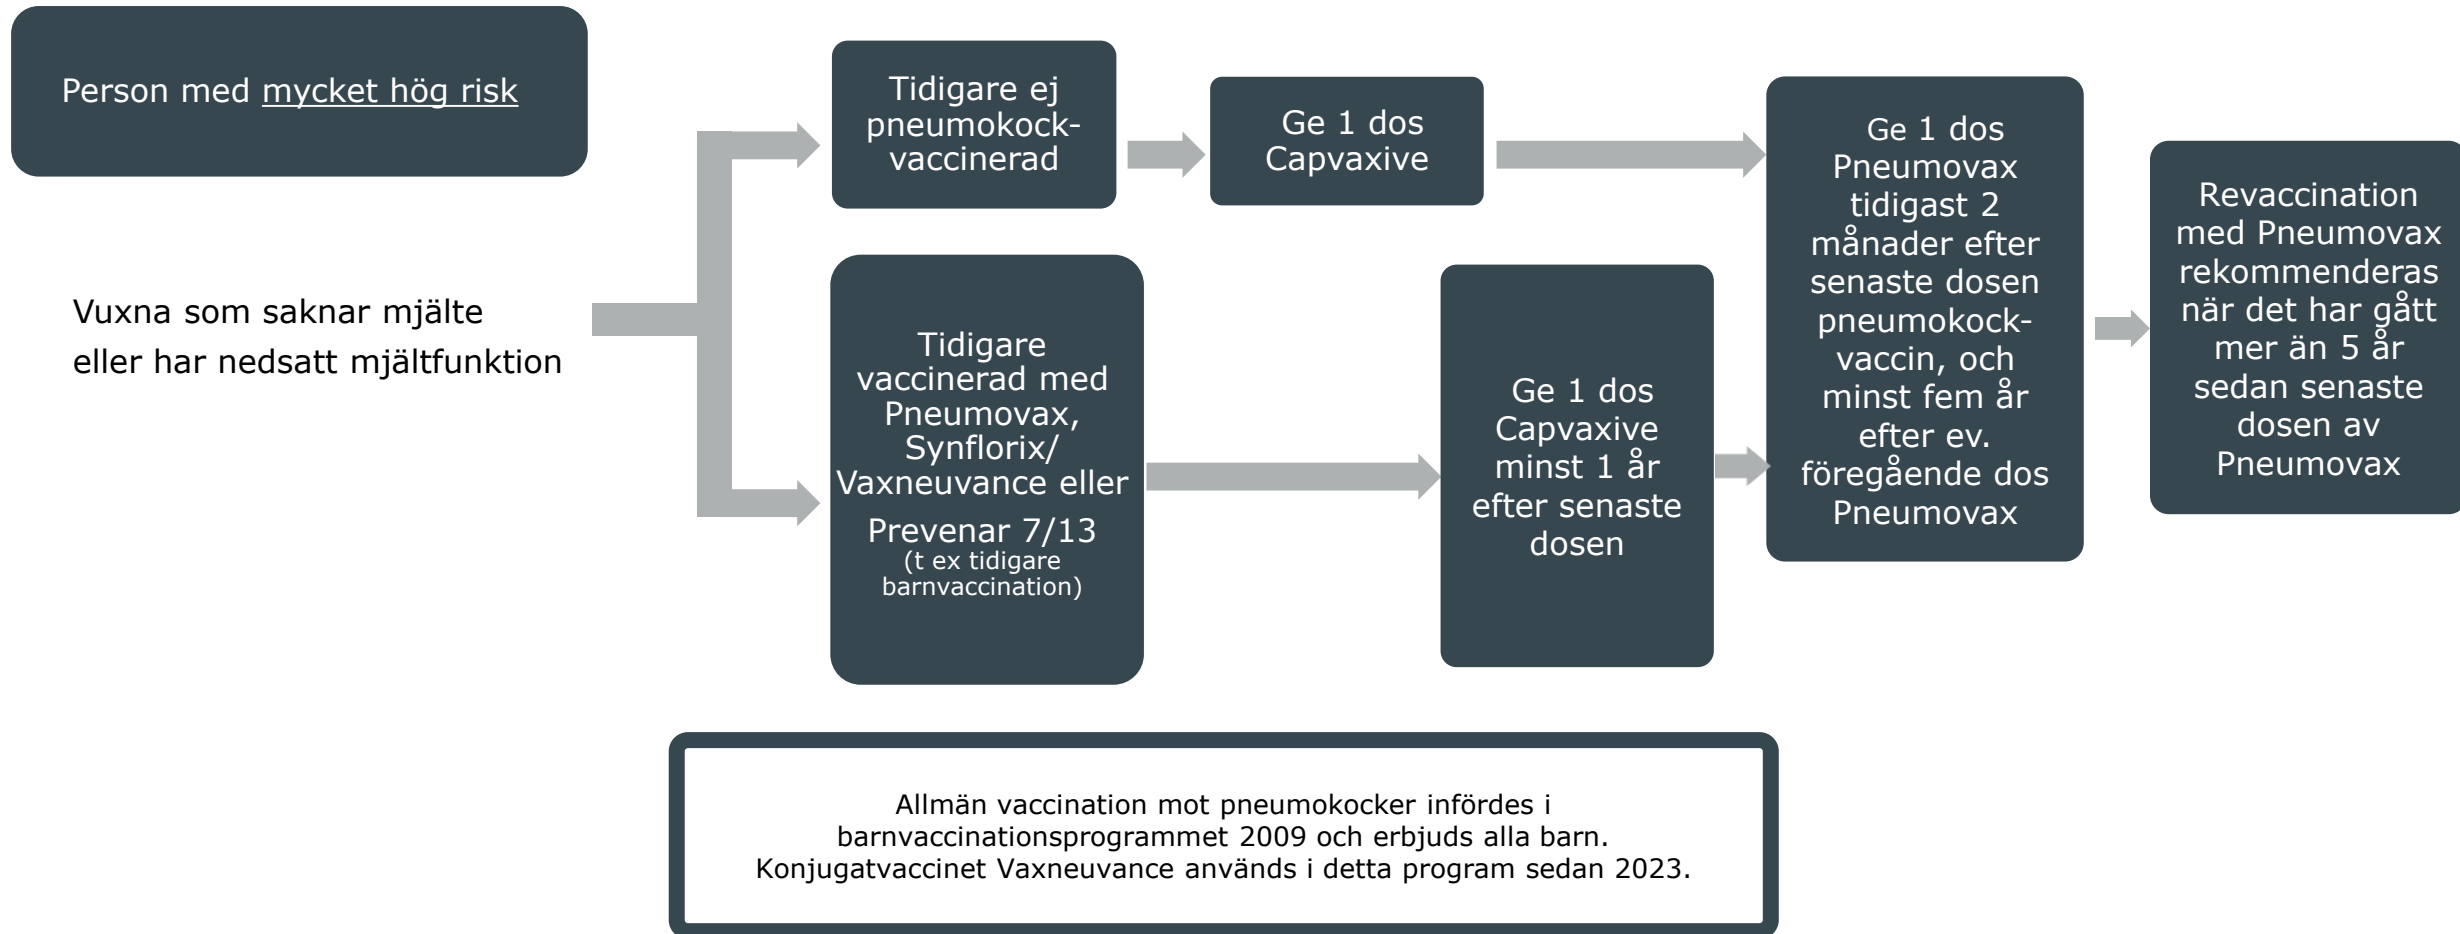 Person med mycket hög risk
Vuxna som saknar mjälte
eller har nedsatt mjältfunktion
Tidigare ej
pneumokock-
vaccinerad
Ge 1 dos
Capvaxive
Tidigare
vaccinerad med
Pneumovax,
Synflorix/
Vaxneuvance eller
Prevenar 7/13
(t ex tidigare
barnvaccination)
Ge 1 dos
Capvaxive
minst 1 år
efter senaste
dosen
Ge 1 dos
Pneumovax
tidigast 2
månader efter
senaste dosen
pneumokock-
vaccin, och
minst fem år
efter ev.
föregående dos
Pneumovax
Revaccination
med Pneumovax
rekommenderas
när det har gått
mer än 5 år
sedan senaste
dosen av
Pneumovax
Allmän vaccination mot pneumokocker infördes i
barnvaccinationsprogrammet 2009 och erbjuds alla barn.
Konjugatvaccinet Vaxneuvance används i detta program sedan 2023.